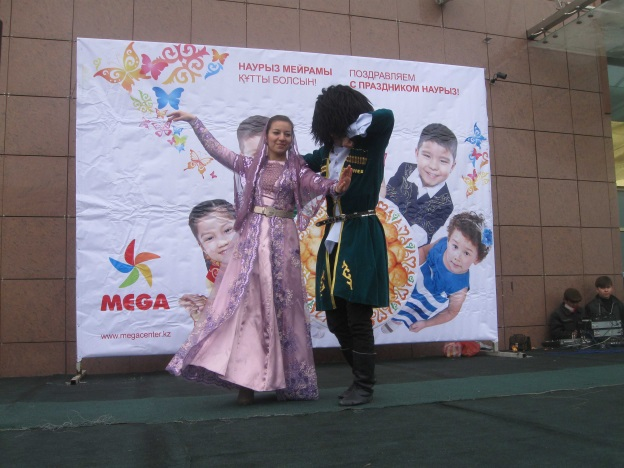 НАУРЫЗ МЕЙРАМЫ
ҚҰТТЫ БОЛСЫН!
ПОЗДРАВЛЯЕМ
С ПРАЗДНИКОМ НАУРЫЗ!
MEGA
www.megacenter.kz